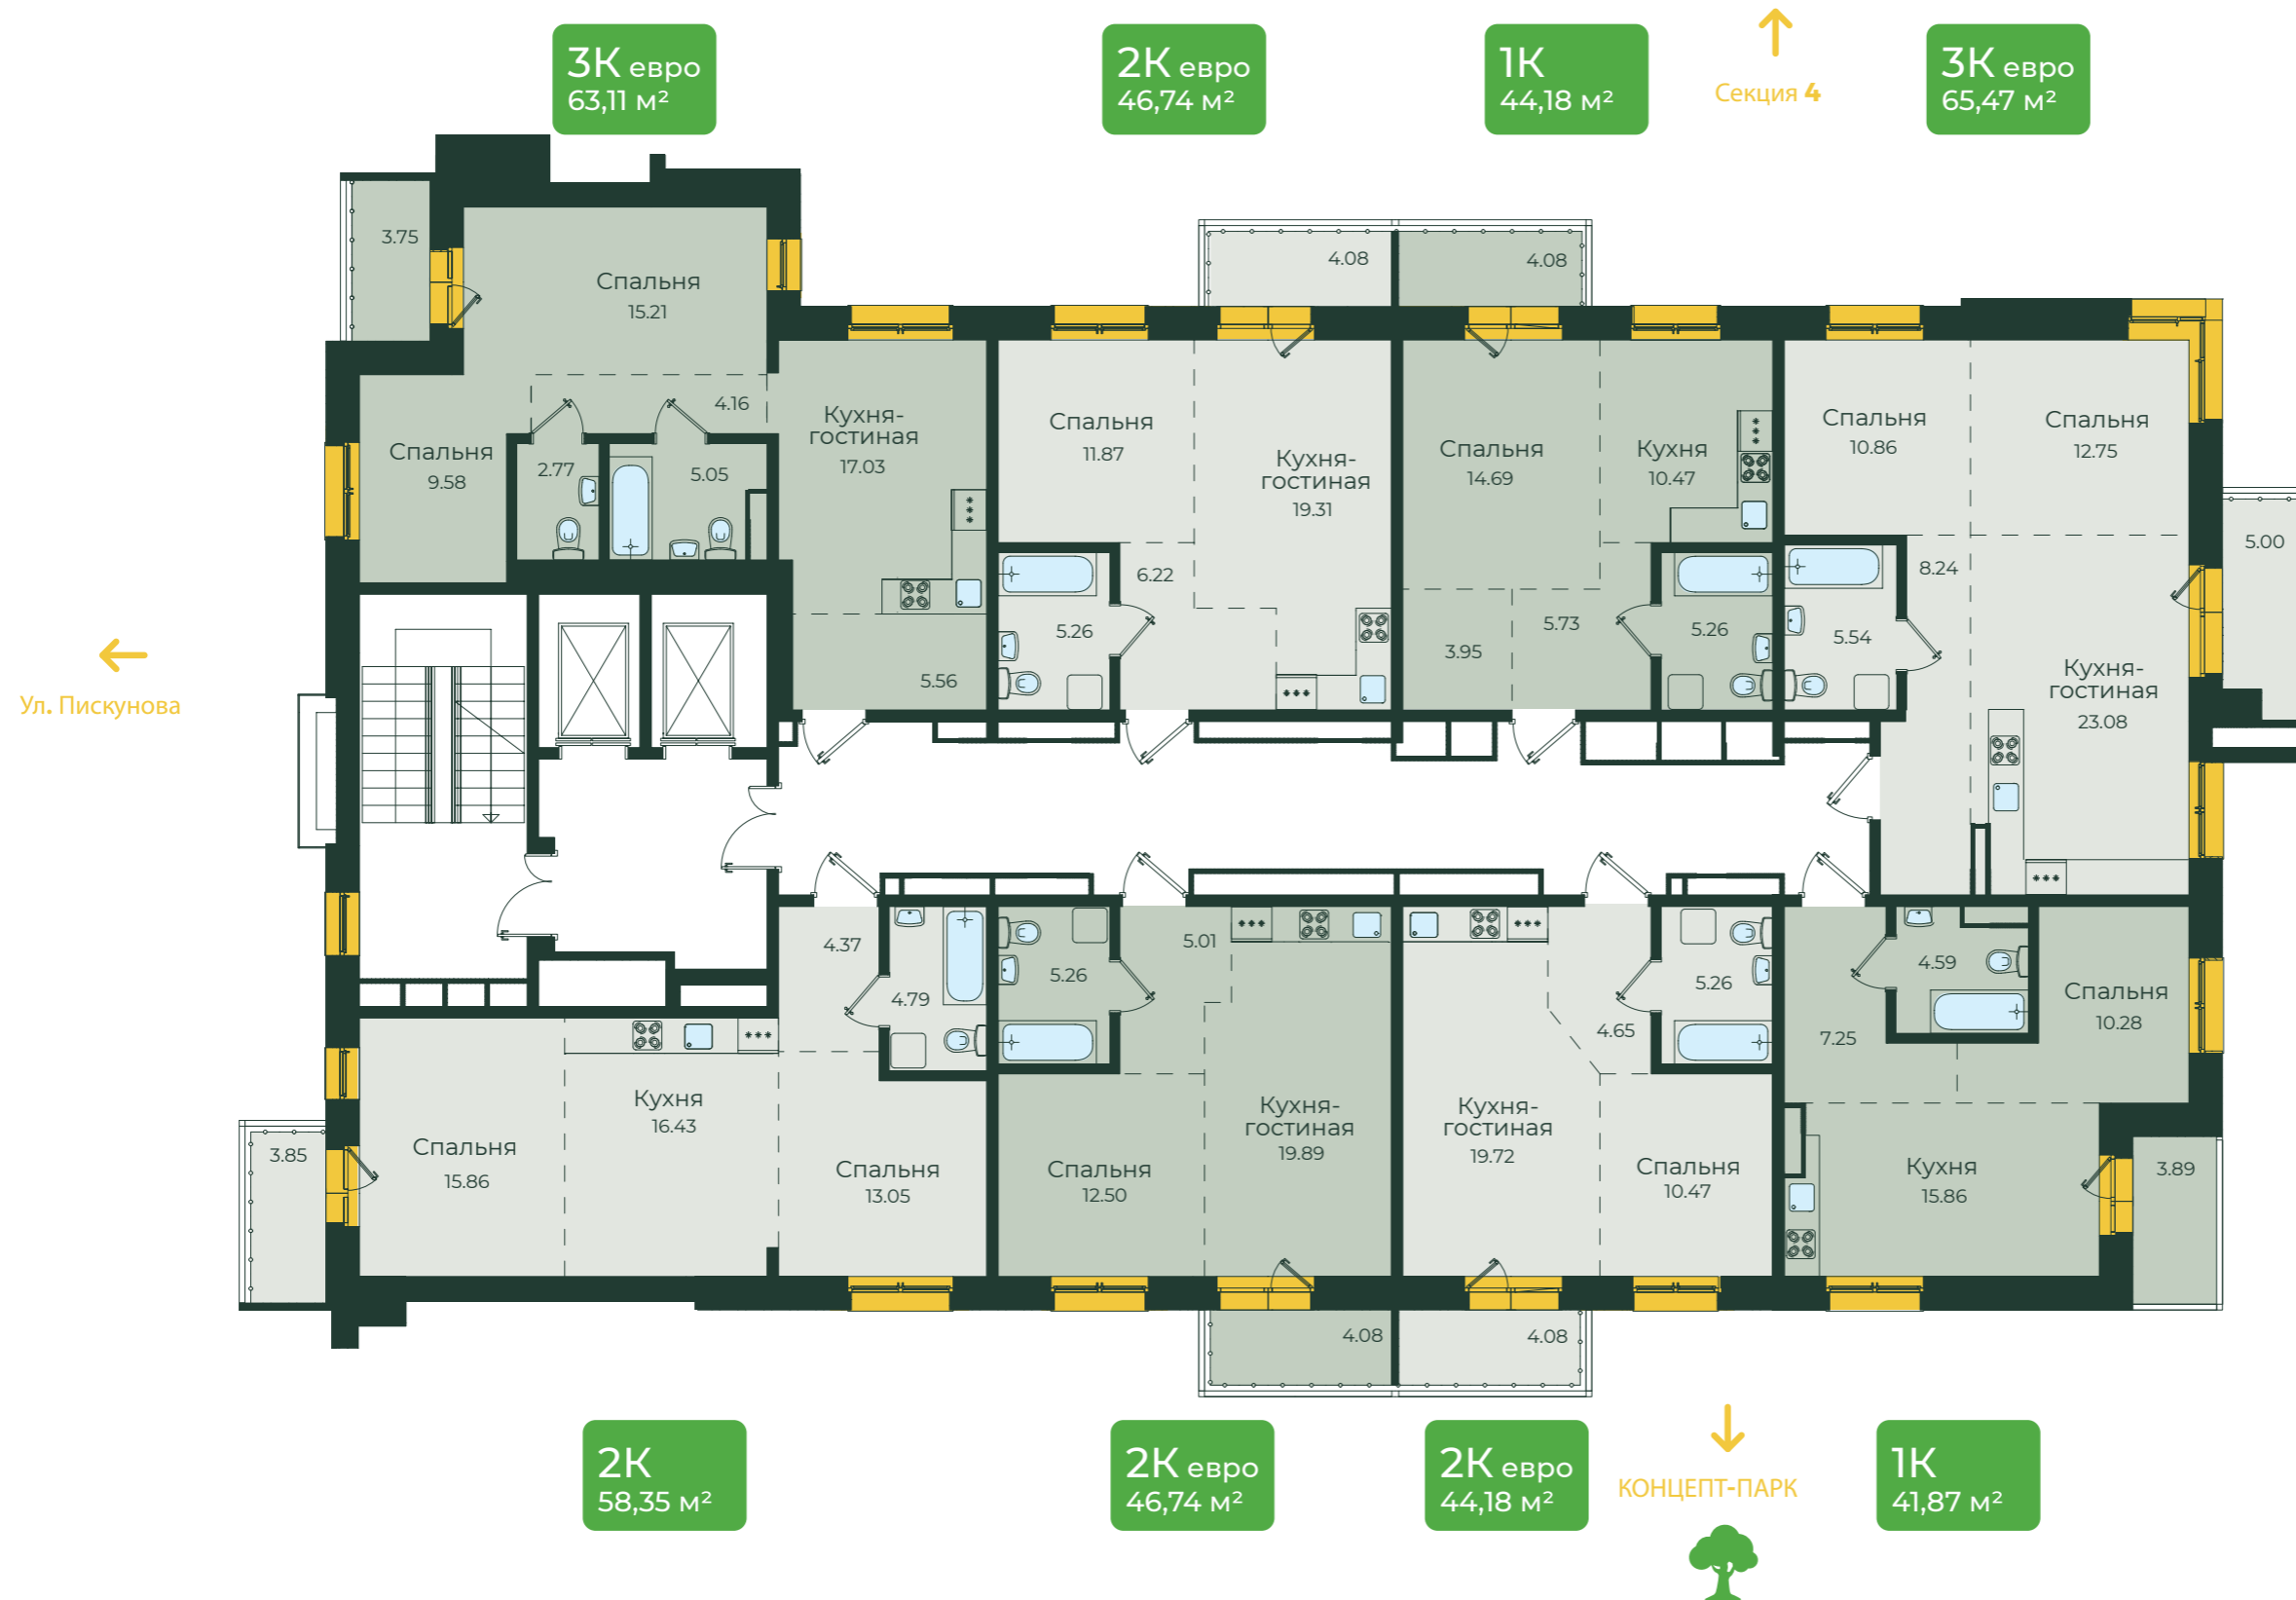 3К евро
63,11 м²
2К евро
46,74 м²
1К
44,18 м²
Секция 4
3К евро
65,47 м²
3.75
Спальня
15.21
4.16
Спальня
9.58
2.77
5.05
Кухня-
гостиная
17.03
5.56
4.08
Спальня
11.87
Кухня-
гостиная
19.31
6.22
5.26
4.08
Спальня
14.69
Кухня
10.47
3.95
5.73
5.26
Спальня
10.86
Спальня
12.75
8.24
5.54
5.00
Кухня-
гостиная
23.08
Ул. Пискунова
4.37
4.79
Спальня
15.86
Кухня
16.43
Спальня
13.05
3.85
5.26
5.01
Спальня
12.50
Кухня-
гостиная
19.89
4.08
Кухня-
гостиная
19.72
4.65
5.26
Спальня
10.47
4.08
7.25
4.59
Спальня
10.28
Кухня
15.86
3.89
2К
58,35 м²
2К евро
46,74 м²
2К евро
44,18 м²
КОНЦЕПТ-ПАРК
1К
41,87 м²